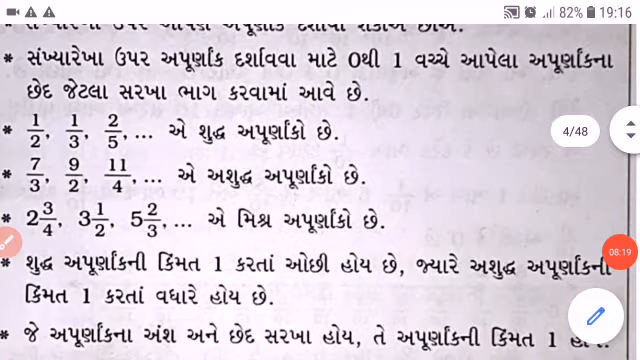 82% 19:16
* સંખ્યારેખા ઉપર અપૂર્ણાંક દર્શાવવા માટે 0થી 1 વચ્ચે આપેલા અપૂર્ણાંકના
છેદ જેટલા સરખા ભાગ કરવામાં આવે છે.
* 1/2, 1/3, 2/5, ... એ શુદ્ધ અપૂર્ણાંકો છે.
4/48
* 7/3, 9/2, 11/4, ... એ અશુદ્ધ અપૂર્ણાંકો છે.
* 2 3/4, 3 1/2, 5 2/3, ... એ મિશ્ર અપૂર્ણાંકો છે.
08:19
* શુદ્ધ અપૂર્ણાંકની કિંમત 1 કરતાં ઓછી હોય છે, જ્યારે અશુદ્ધ અપૂર્ણાંકની
કિંમત 1 કરતાં વધારે હોય છે.
* જે અપૂર્ણાંકના અંશ અને છેદ સરખા હોય, તે અપૂર્ણાંકની કિંમત 1